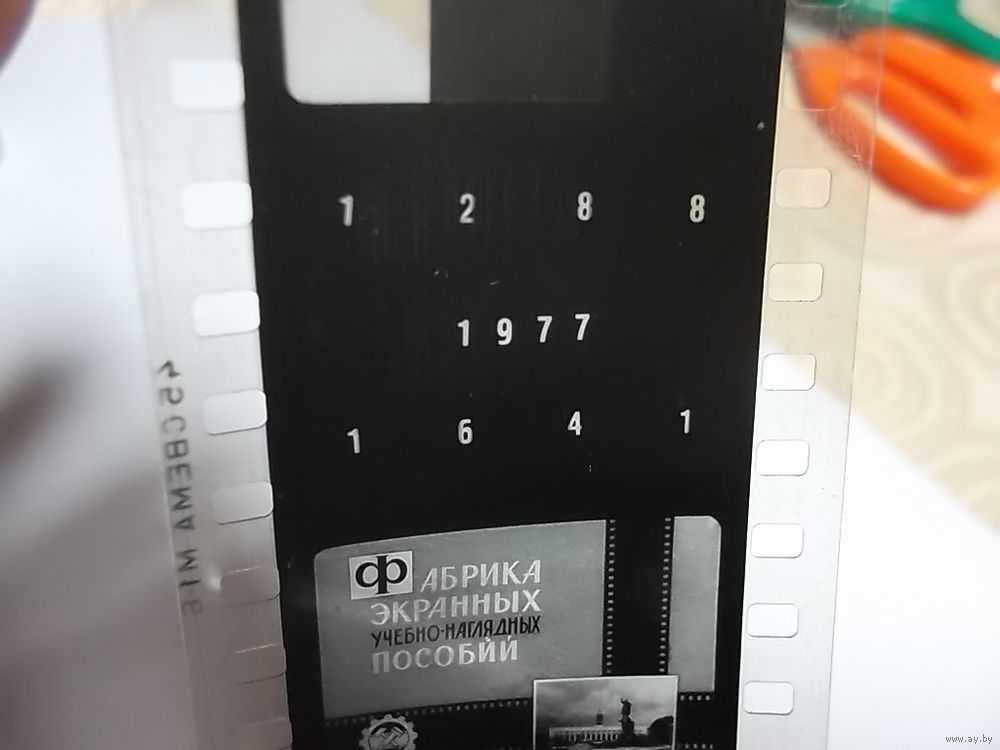 1 2 8 8
1977
1 6 4 1
ФАБРИКА
ЭКРАННЫХ
УЧЕБНО-НАГЛЯДНЫХ
ПОСОБИЙ
www.ay.by